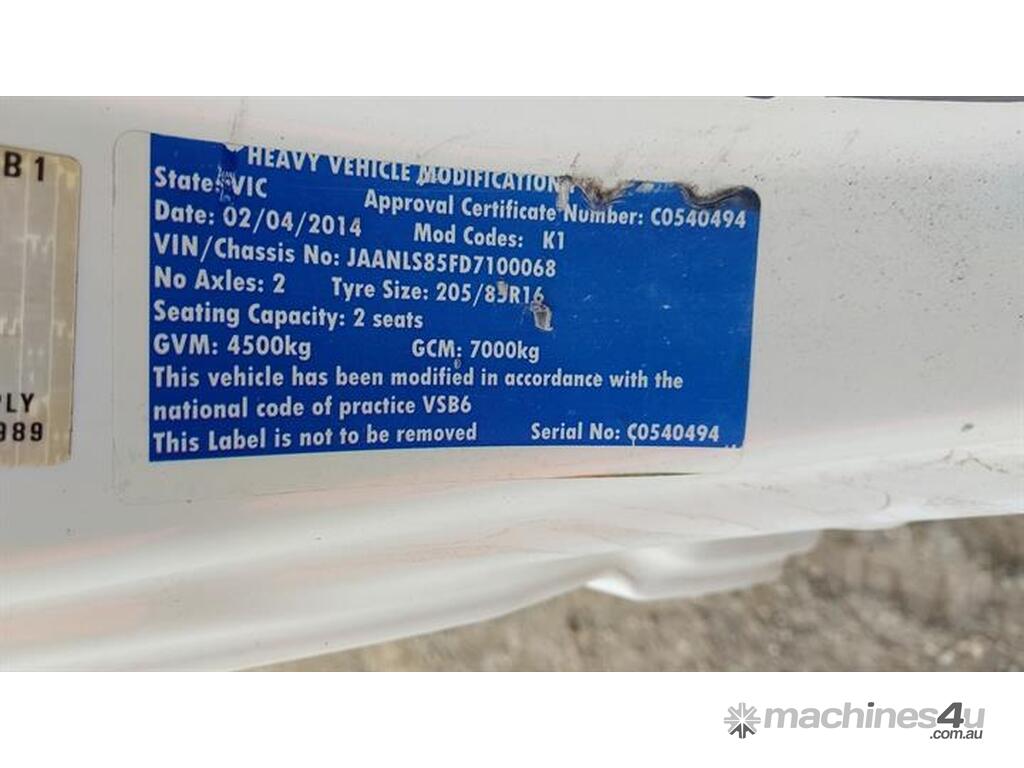 B1
PLY
989
HEAVY VEHICLE MODIFICATION
State: VIC
Approval Certificate Number: C0540494
Date: 02/04/2014
Mod Codes: K1
VIN/Chassis No: JAANLS85FD7100068
No Axles: 2 Tyre Size: 205/85R16
Seating Capacity: 2 seats
GVM: 4500kg GCM: 7000kg
This vehicle has been modified in accordance with the
national code of practice VSB6
This Label is not to be removed Serial No: C0540494
machines4u
.com.au